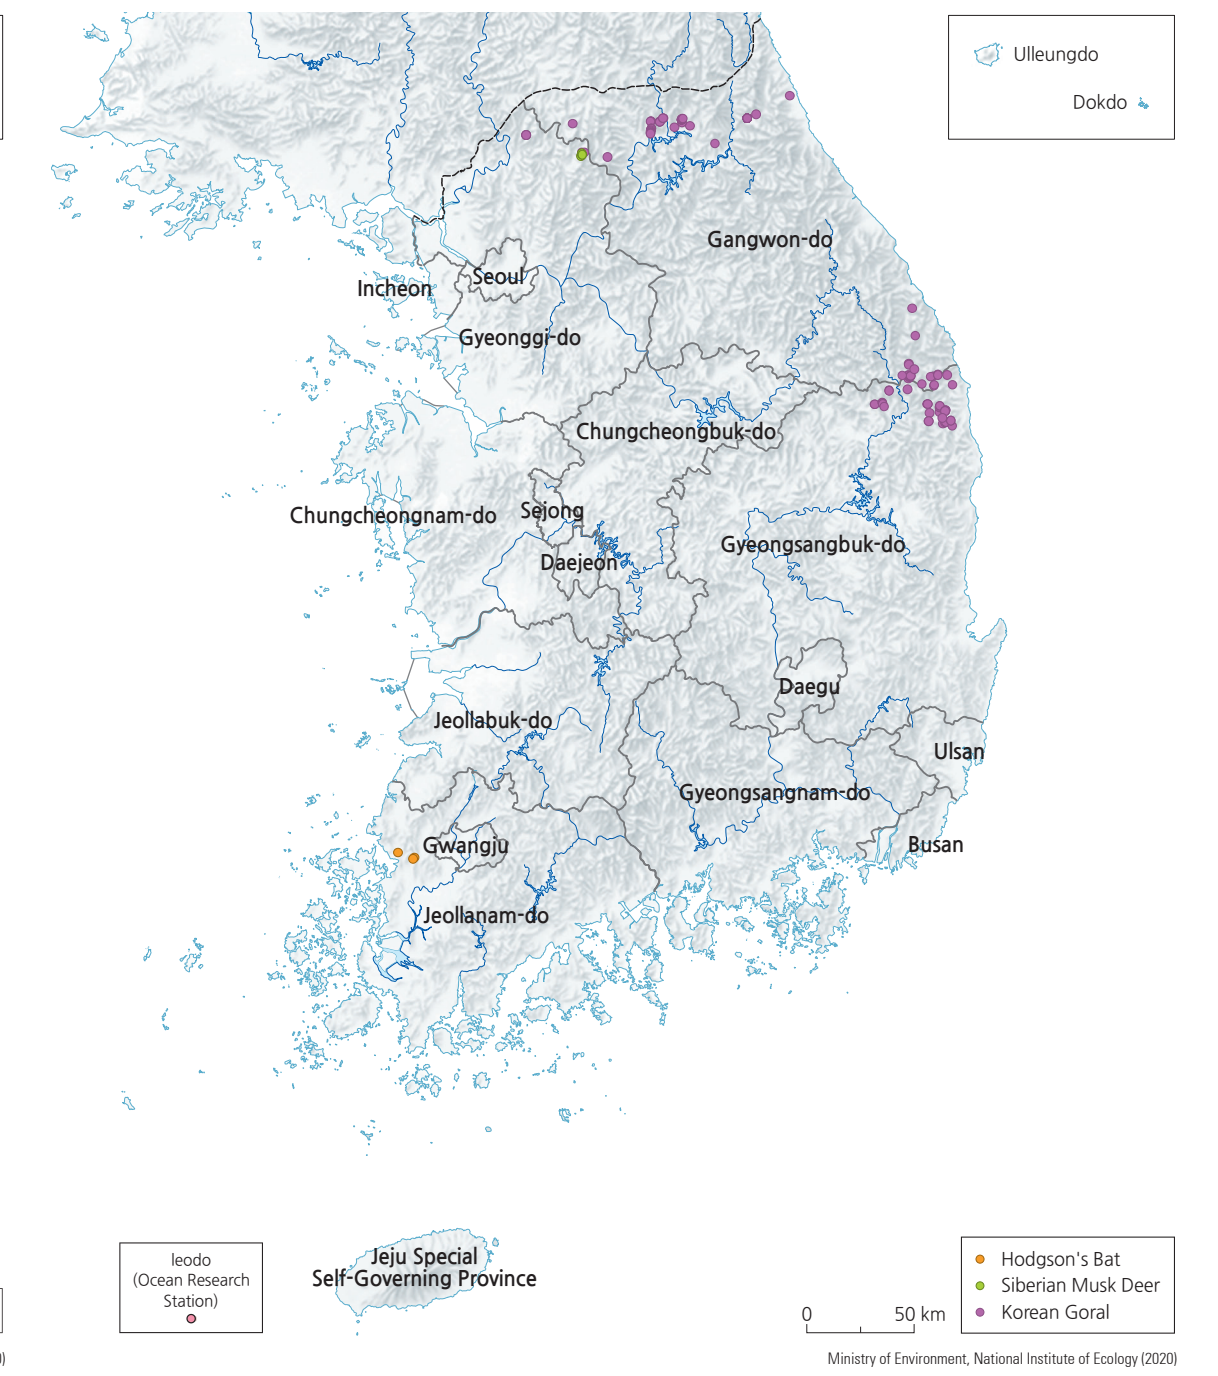 Ulleungdo
Dokdo
Gangwon-do
Seoul
Incheon
Gyeonggi-do
Chungcheongbuk-do
Sejong
Chungcheongnam-do
Gyeongsangbuk-do
Daejeon
Daegu
Jeollabuk-do
Ulsan
Gyeongsangnam-do
Gwangju
Busan
Jeollanam-do
Jeju Special
Self-Governing Province
Ieodo
(Ocean Research
Station)
Hodgson's Bat
Siberian Musk Deer
Korean Goral
0 50 km
Ministry of Environment, National Institute of Ecology (2020)